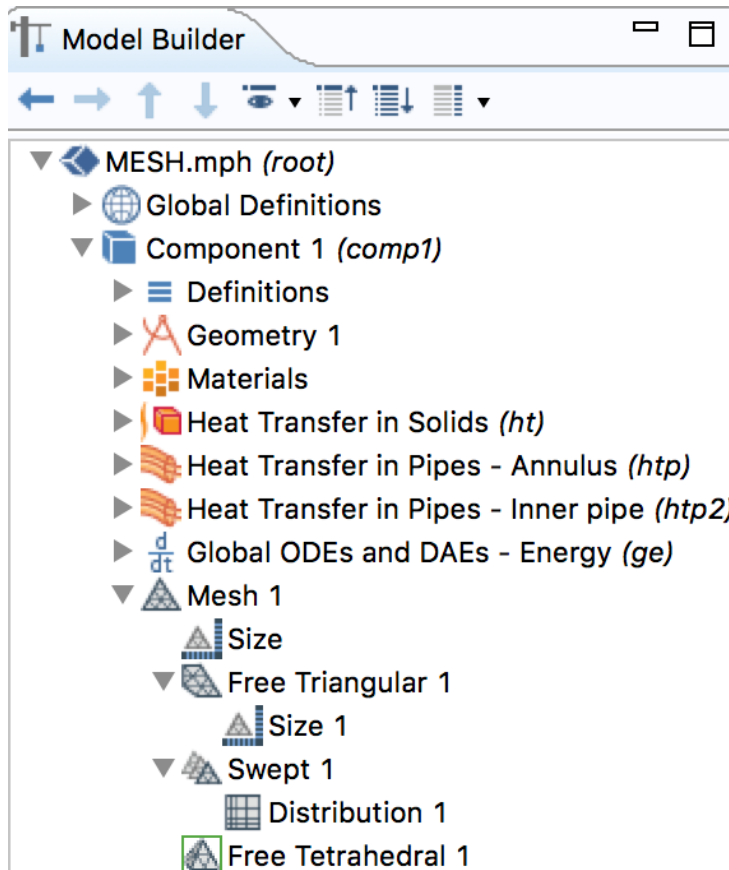 Model Builder
MESH.mph (root)
Global Definitions
Component 1 (comp1)
Definitions
Geometry 1
Materials
Heat Transfer in Solids (ht)
Heat Transfer in Pipes - Annulus (htp)
Heat Transfer in Pipes - Inner pipe (htp2)
d
dt
Global ODEs and DAEs - Energy (ge)
Mesh 1
Size
Free Triangular 1
Size 1
Swept 1
Distribution 1
Free Tetrahedral 1